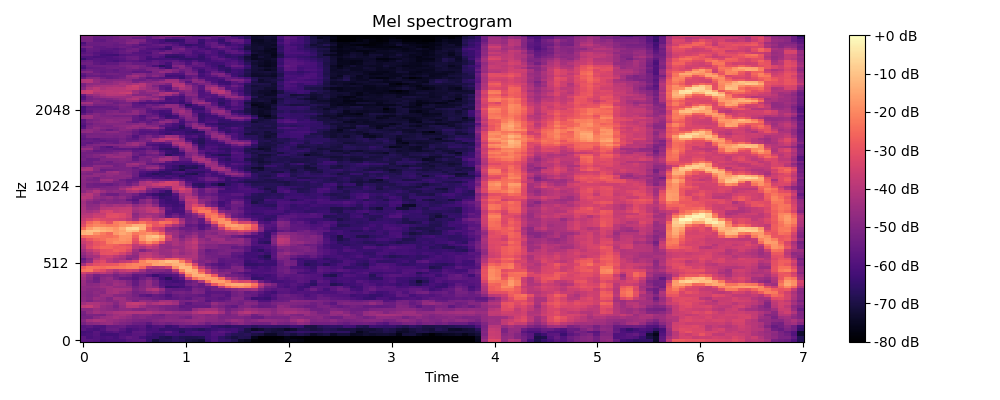 Mel spectrogram
+0 dB
-10 dB
-20 dB
-30 dB
-40 dB
-50 dB
-60 dB
-70 dB
-80 dB
Hz
2048
1024
512
0
0 1 2 3 4 5 6 7
Time